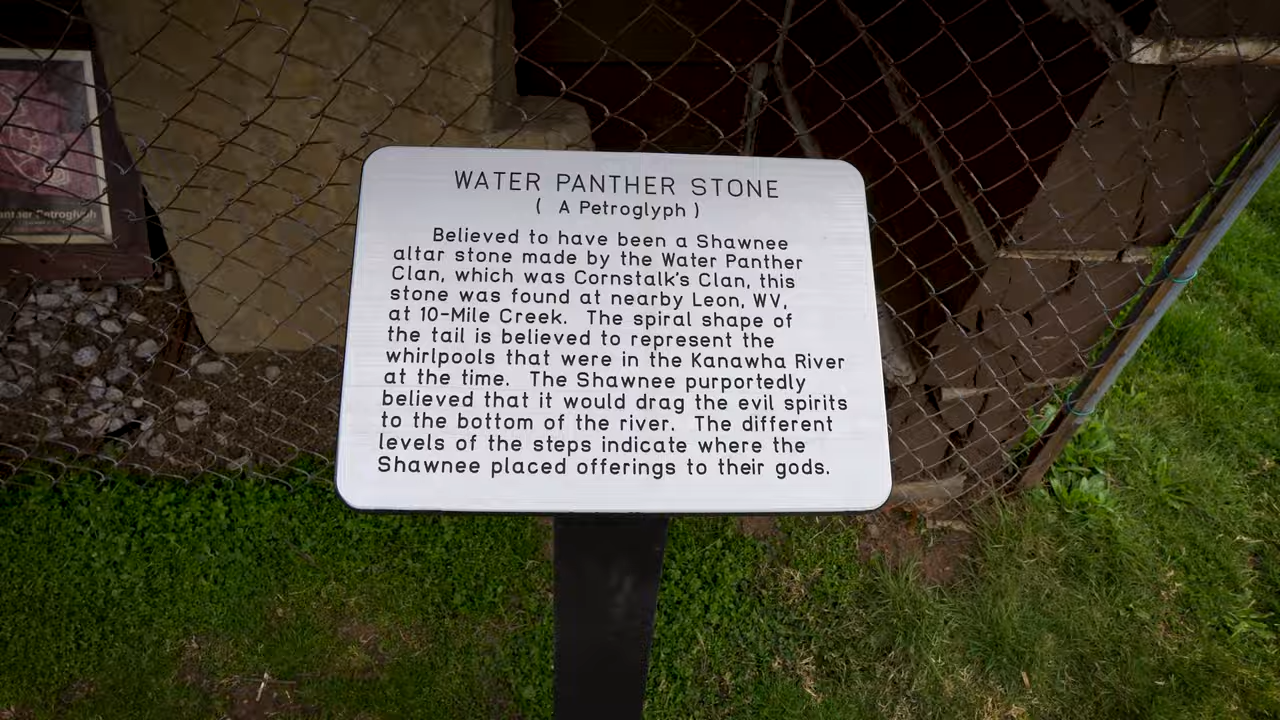 WATER PANTHER STONE
( A Petroglyph )
Believed to have been a Shawnee
altar stone made by the Water Panther
Clan, which was Cornstalk's Clan, this
stone was found at nearby Leon, WV,
at 10-Mile Creek. The spiral shape of
the tail is believed to represent the
whirlpools that were in the Kanawha River
at the time. The Shawnee purportedly
believed that it would drag the evil spirits
to the bottom of the river. The different
levels of the steps indicate where the
Shawnee placed offerings to their gods.
Petroglyph